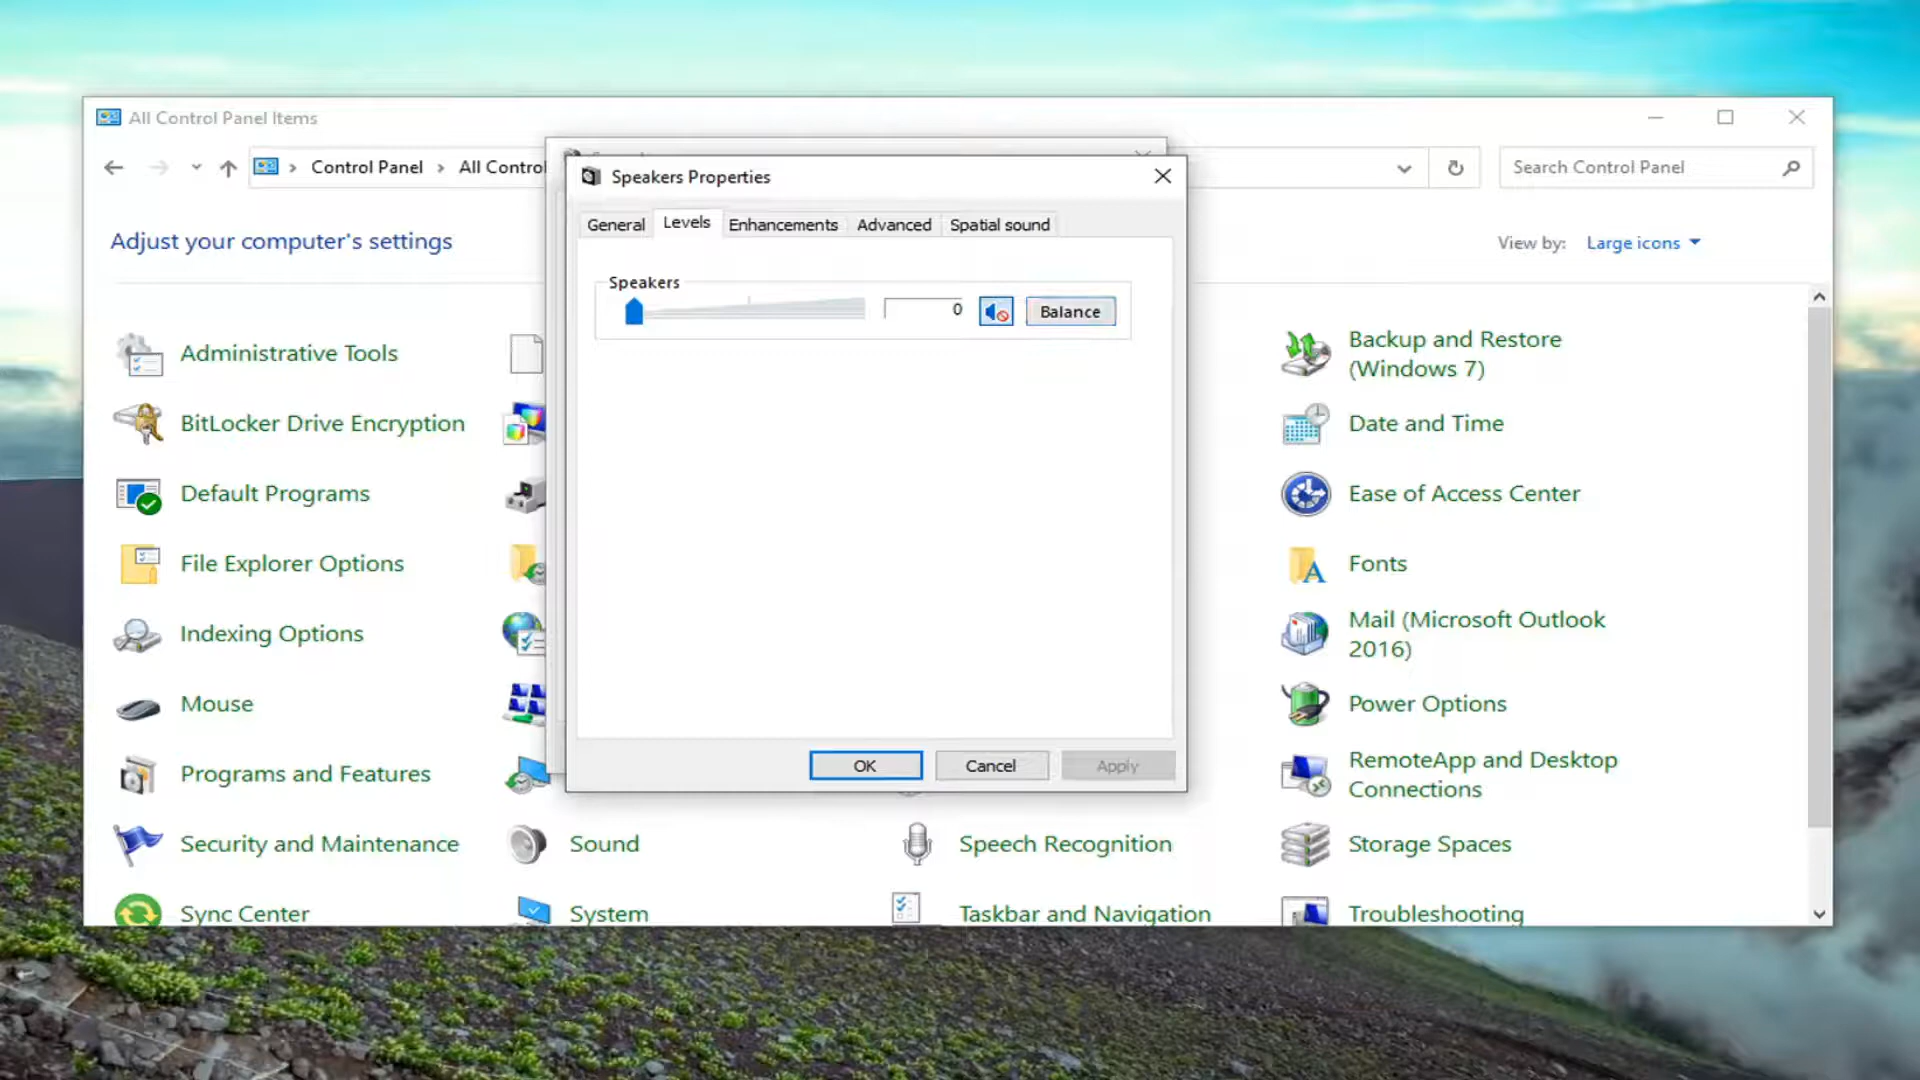 All Control Panel Items
Control Panel
All Control
Search Control Panel
Speakers Properties
General
Levels
Enhancements
Advanced
Spatial sound
Adjust your computer's settings
View by:
Large icons
Speakers
0
Balance
Administrative Tools
Backup and Restore
(Windows 7)
BitLocker Drive Encryption
Date and Time
Default Programs
Ease of Access Center
File Explorer Options
Fonts
Indexing Options
Mail (Microsoft Outlook
2016)
Mouse
Power Options
Programs and Features
RemoteApp and Desktop
Connections
OK
Cancel
Apply
Security and Maintenance
Sound
Speech Recognition
Storage Spaces
Sync Center
System
Taskbar and Navigation
Troubleshooting